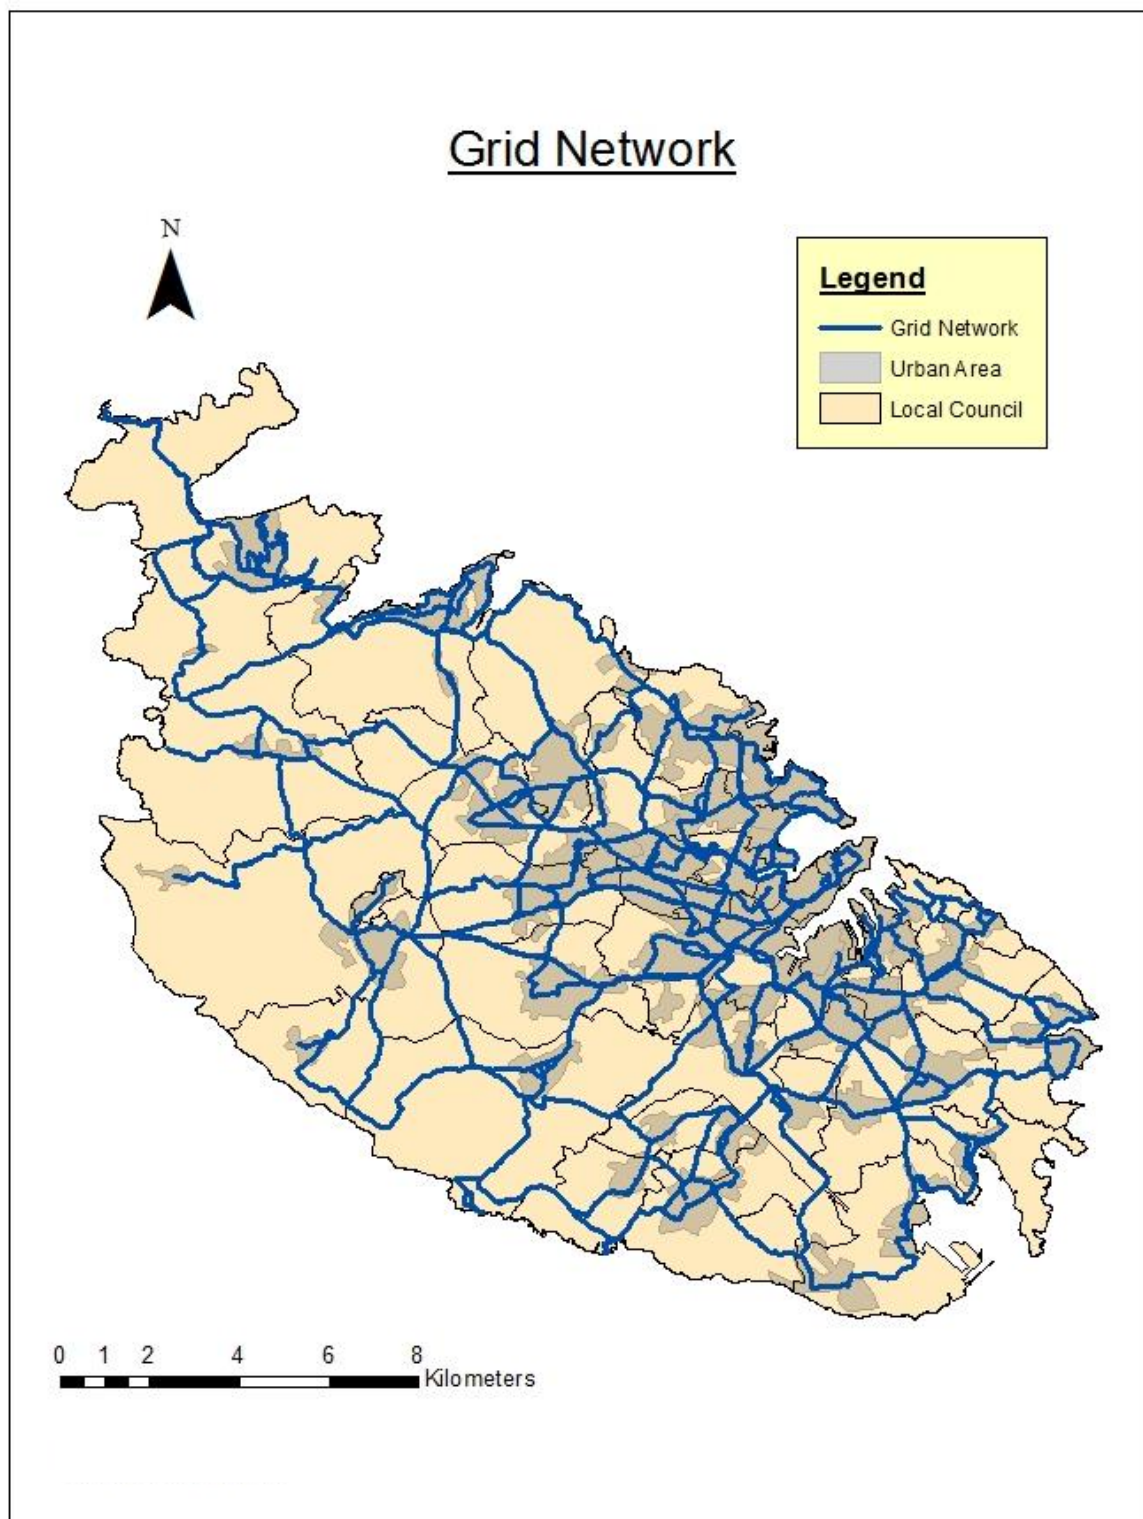 Grid Network
N
Legend
Grid Network
Urban Area
Local Council
0 1 2 4 6 8
Kilometers